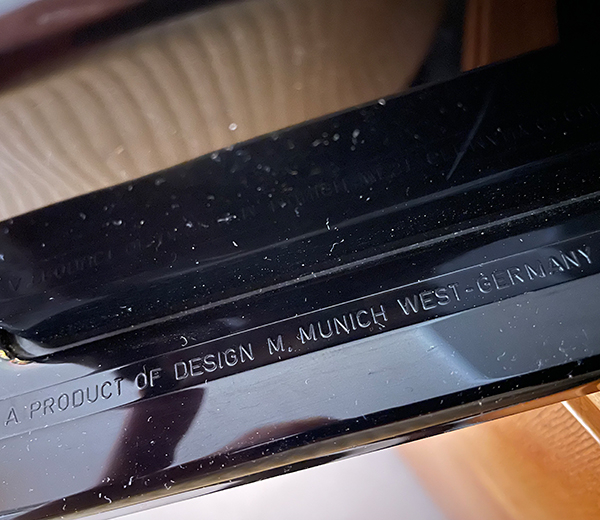 A PRODUCT OF DESIGN M, MUNICH WEST-GERMANY